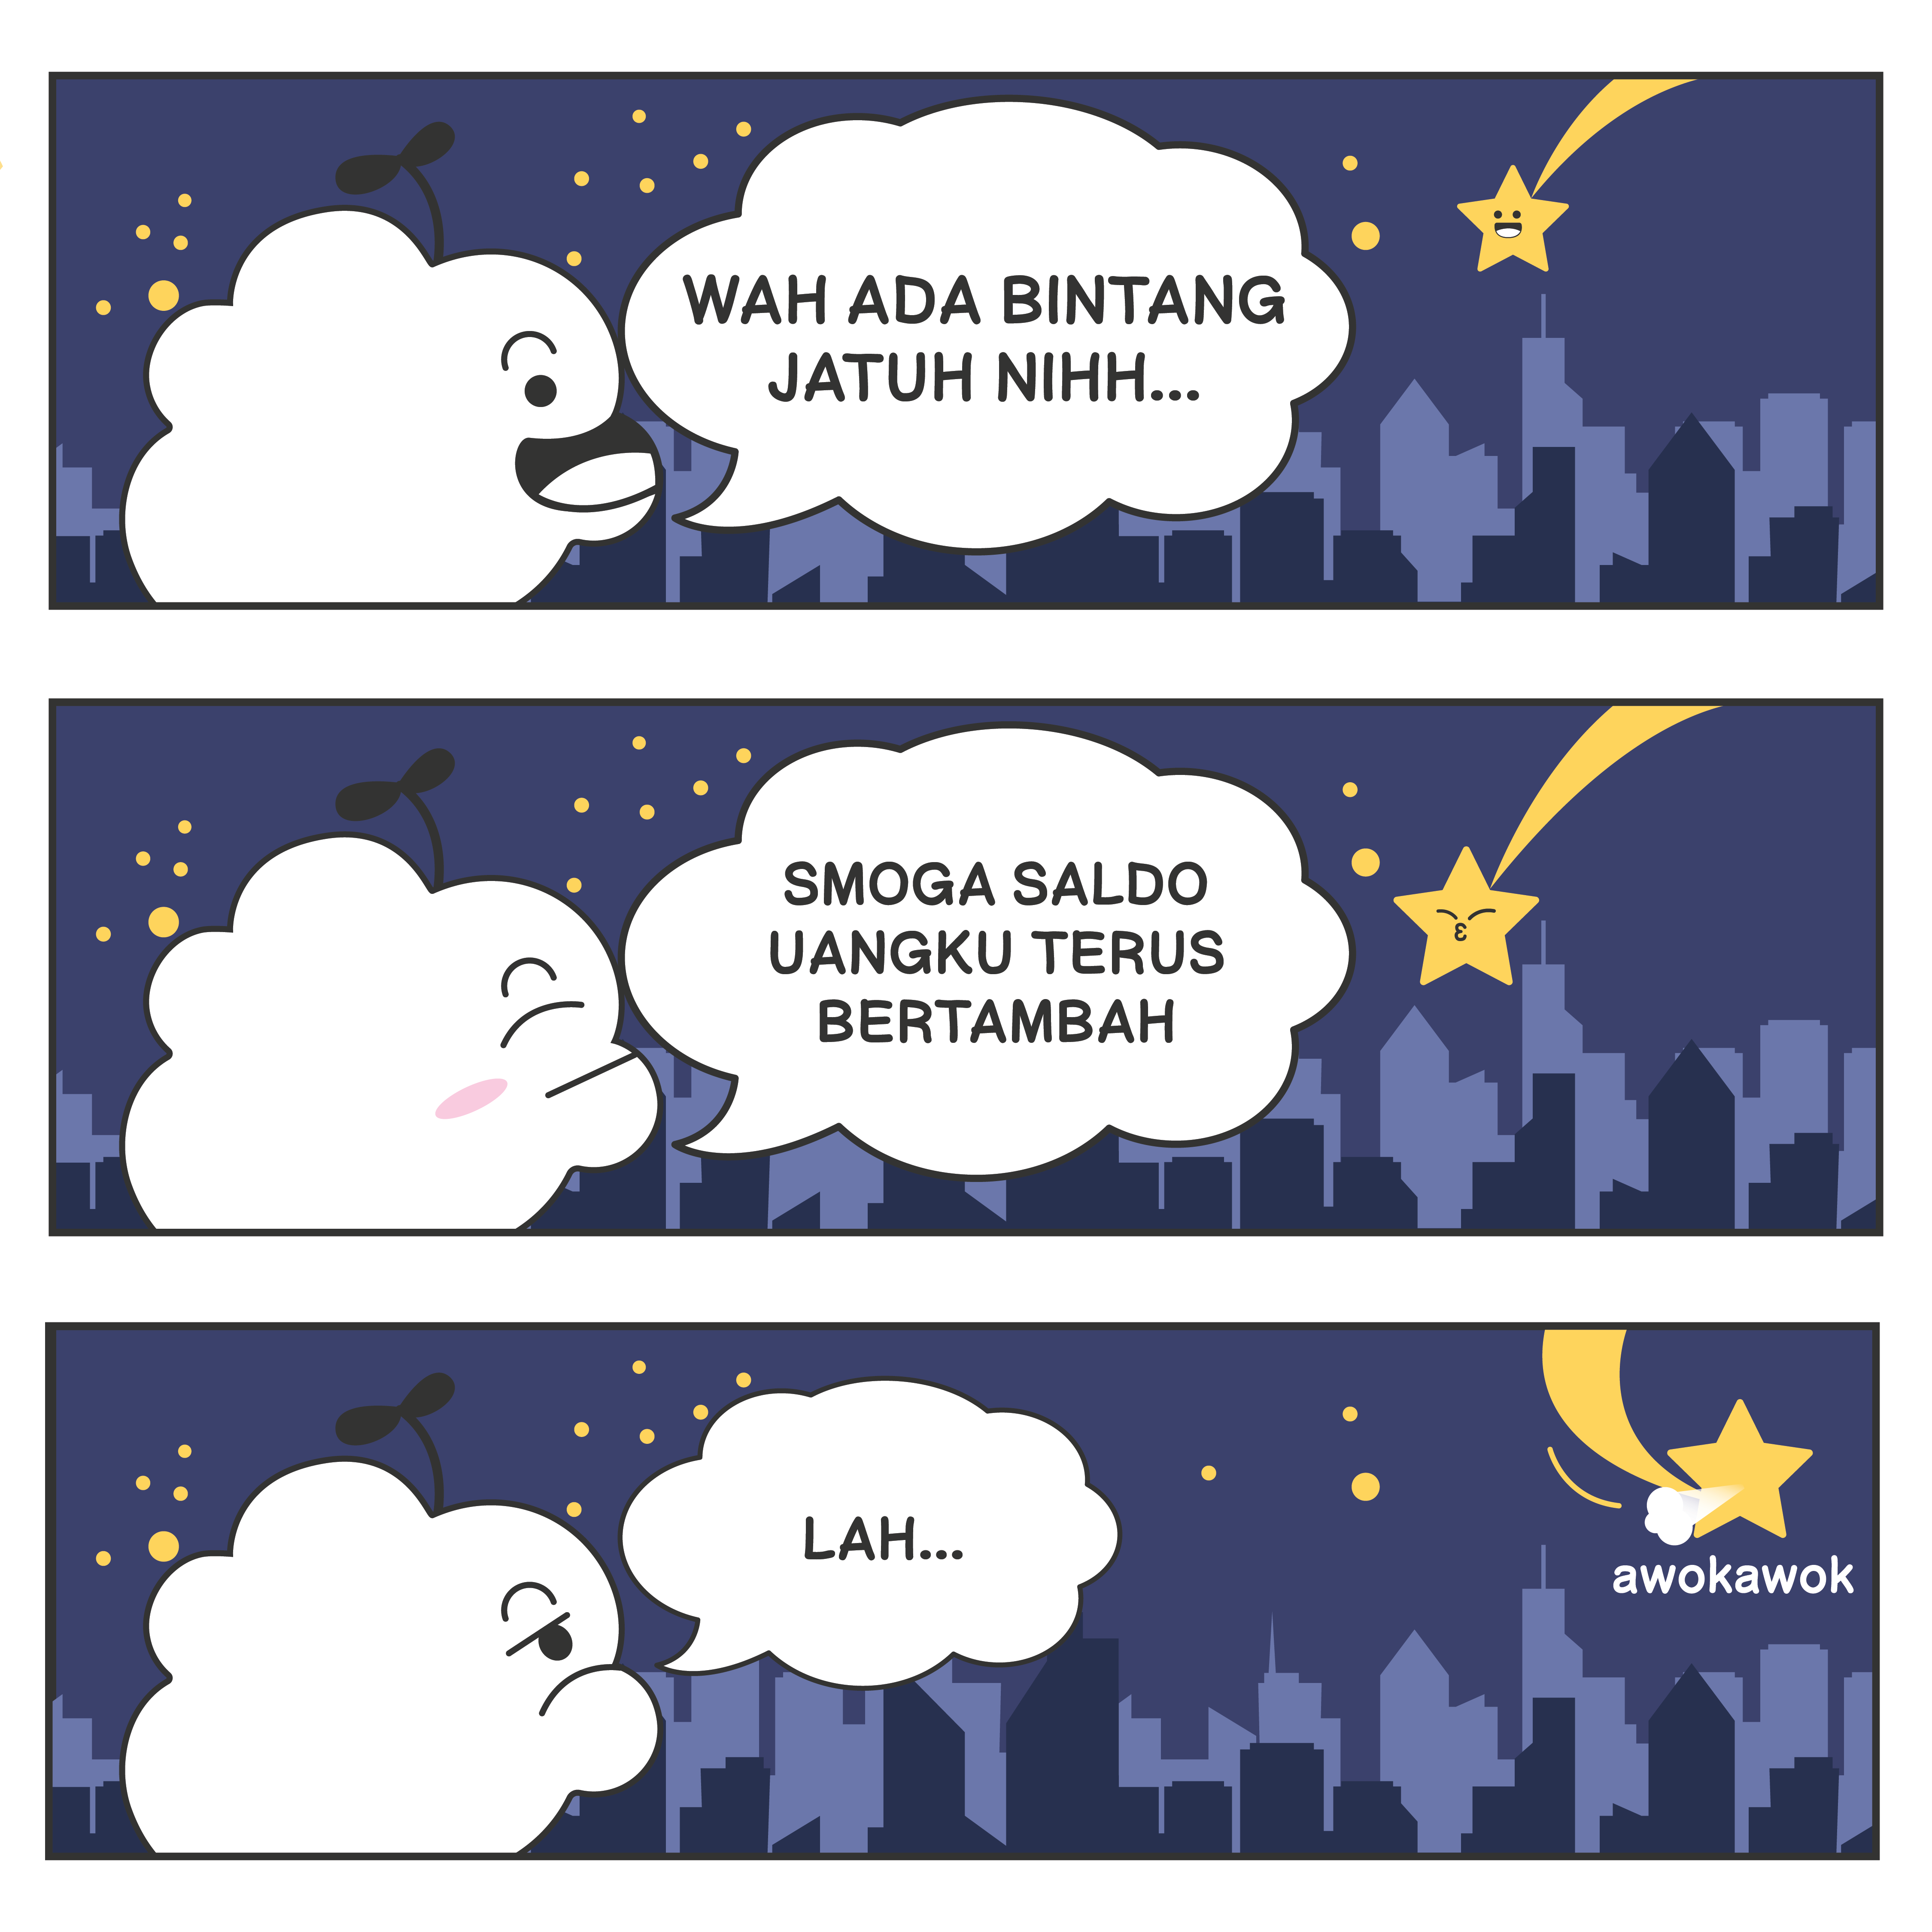 WAH ADA BINTANG
JATUH NIHH...
SMOGA SALDO
UANGKU TERUS
BERTAMBAH
LAH...
awokawok